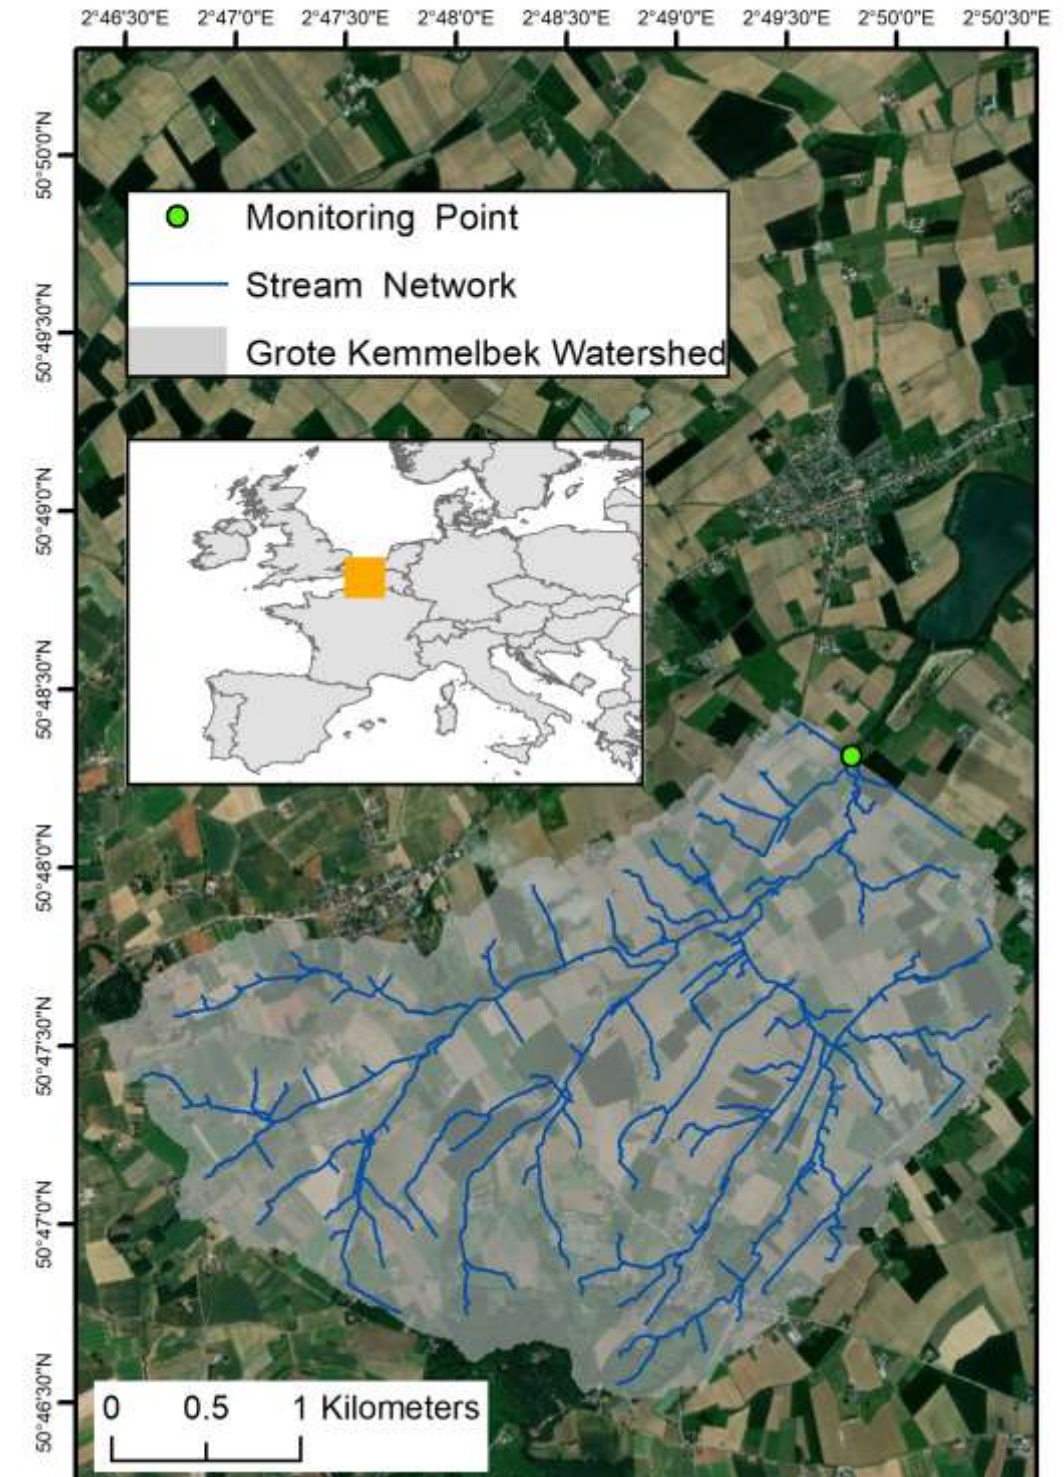 2°46'30"E 2°47'0"E 2°47'30"E 2°48'0"E 2°48'30"E 2°49'0"E 2°49'30"E 2°50'0"E 2°50'30"E
50°50'0"N
Monitoring Point
Stream Network
50°49'30"N
Grote Kemmelbek Watershed
50°49'0"N
50°48'30"N
50°48'0"N
50°47'30"N
50°47'0"N
50°46'30"N
0 0.5 1 Kilometers